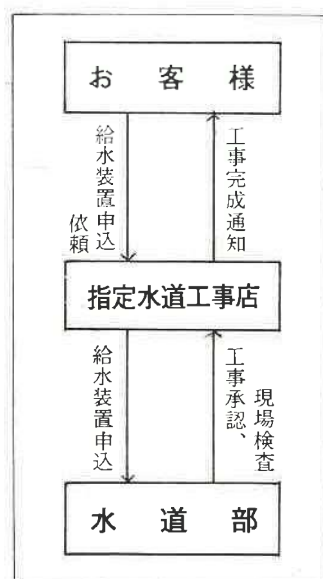 お客様
給水装置申込
依頼
工事完成通知
指定水道工事店
給水装置申込
工事承認、
現場検査
水道部